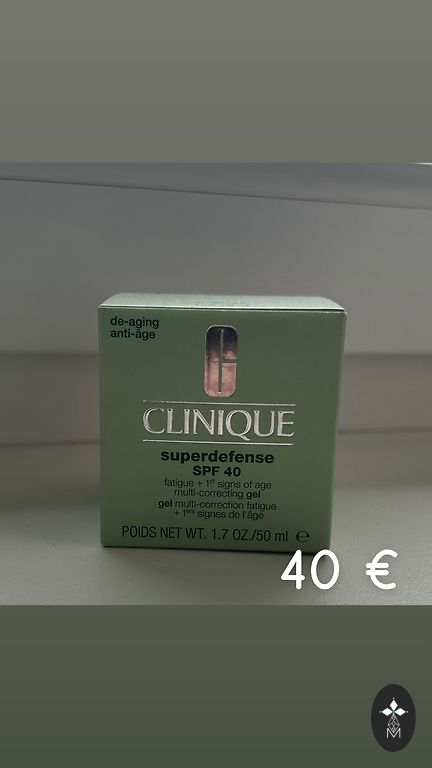 de-aging
anti-âge
CLINIQUE
superdefense
SPF 40
fatigue + 1st signs of age
multi-correcting gel
gel multi-correction fatigue
+ 1ers signes de l'âge
POIDS NET WT. 1.7 OZ./50 ml ℮
40 €
M